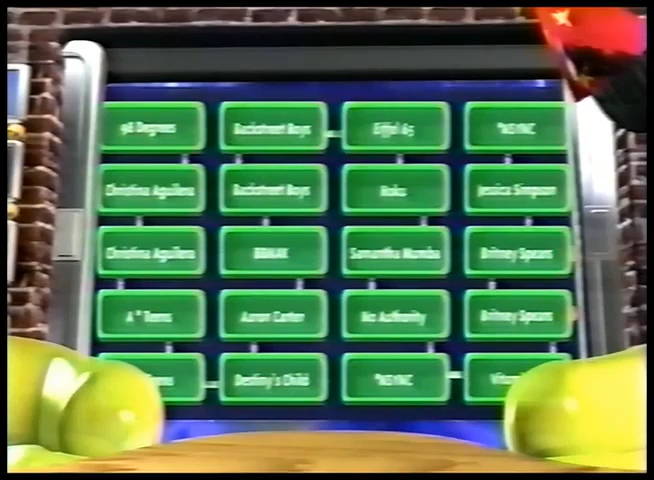 98 Degrees
Backstreet Boys
Eiffel 65
*NSYNC
Christina Aguilera
Backstreet Boys
Hoku
Jessica Simpson
Christina Aguilera
BBMAK
Samantha Mumba
Britney Spears
A*Teens
Aaron Carter
No Authority
Britney Spears
Destiny's Child
*NSYNC